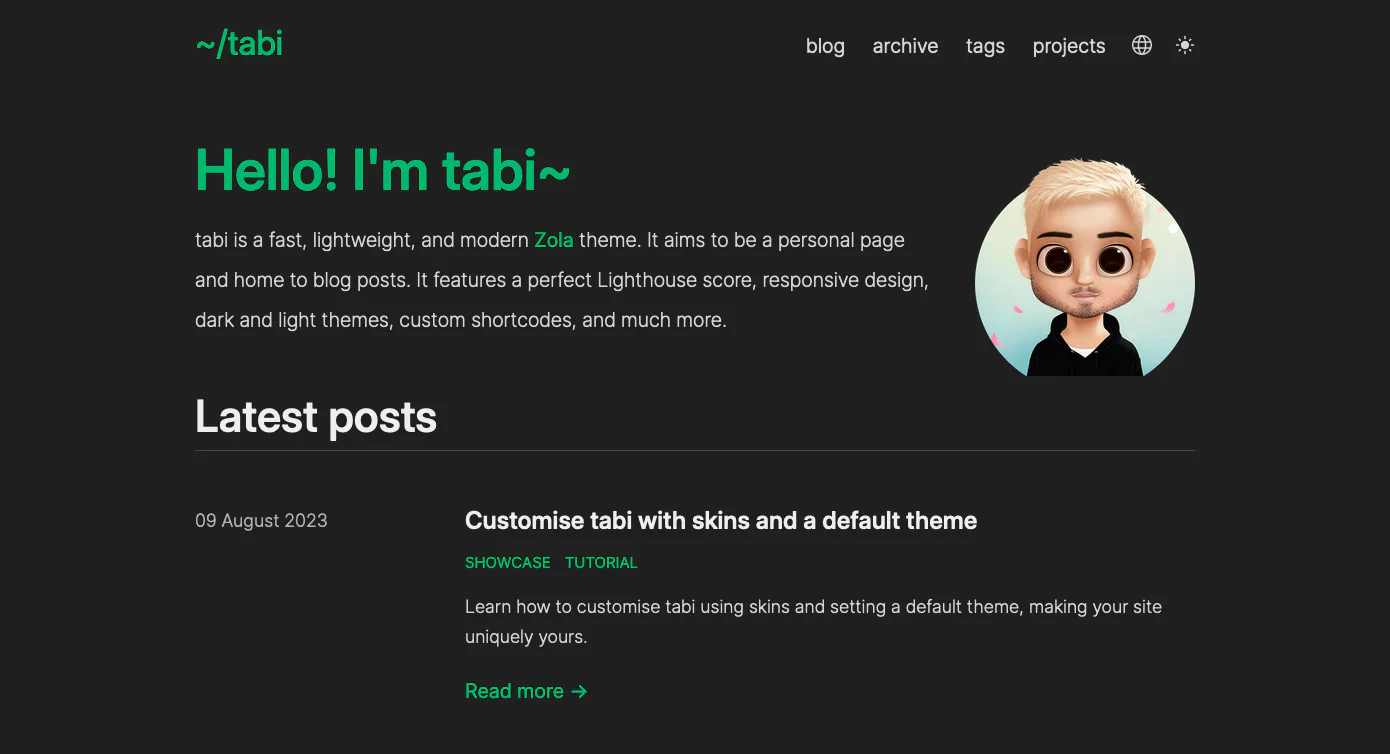 ~/tabi
blog archive tags projects
Hello! I'm tabi~
tabi is a fast, lightweight, and modern Zola theme. It aims to be a personal page
and home to blog posts. It features a perfect Lighthouse score, responsive design,
dark and light themes, custom shortcodes, and much more.
Latest posts
09 August 2023
Customise tabi with skins and a default theme
SHOWCASE TUTORIAL
Learn how to customise tabi using skins and setting a default theme, making your site
uniquely yours.
Read more →